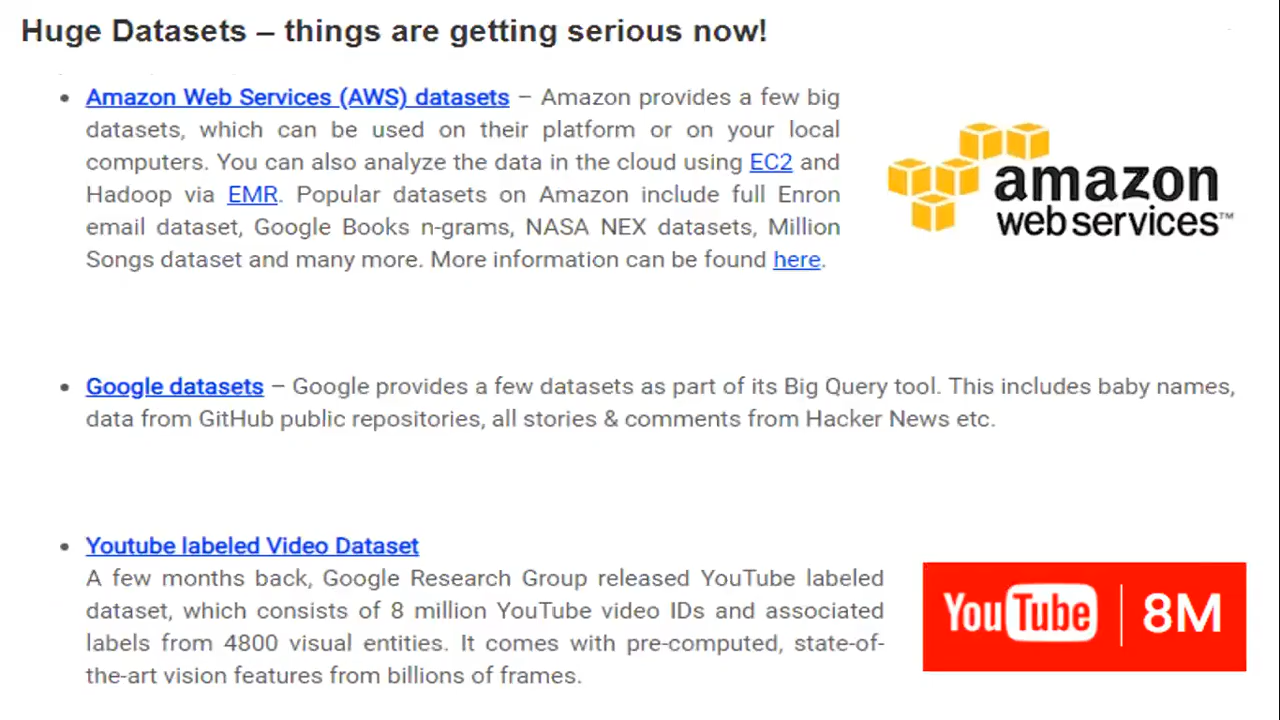 Huge Datasets – things are getting serious now!
• Amazon Web Services (AWS) datasets – Amazon provides a few big
datasets, which can be used on their platform or on your local
computers. You can also analyze the data in the cloud using EC2 and
Hadoop via EMR. Popular datasets on Amazon include full Enron
email dataset, Google Books n-grams, NASA NEX datasets, Million
Songs dataset and many more. More information can be found here.
amazon
web services™
• Google datasets – Google provides a few datasets as part of its Big Query tool. This includes baby names,
data from GitHub public repositories, all stories & comments from Hacker News etc.
• Youtube labeled Video Dataset
A few months back, Google Research Group released YouTube labeled
dataset, which consists of 8 million YouTube video IDs and associated
labels from 4800 visual entities. It comes with pre-computed, state-of-
the-art vision features from billions of frames.
YouTube | 8M